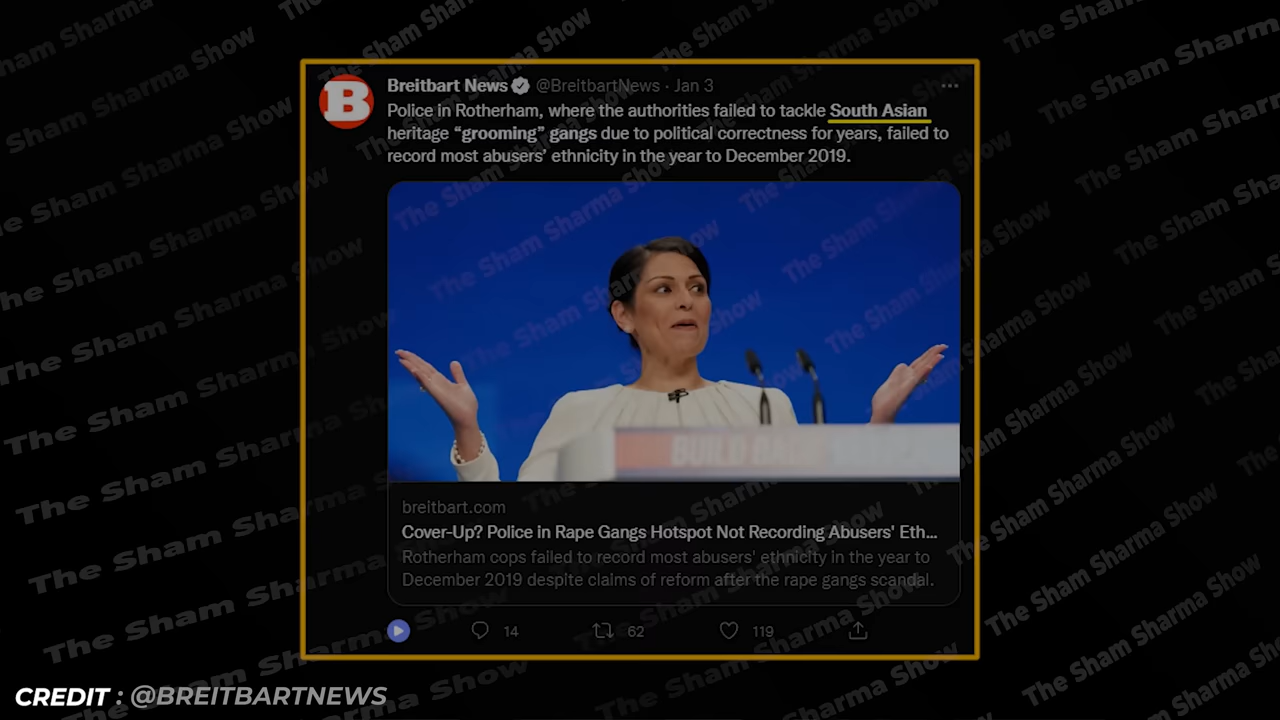 Breitbart News @BreitbartNews · Jan 3
Police in Rotherham, where the authorities failed to tackle South Asian
heritage “grooming” gangs due to political correctness for years, failed to
record most abusers’ ethnicity in the year to December 2019.
B
BUILD BACK
breitbart.com
Cover-Up? Police in Rape Gangs Hotspot Not Recording Abusers' Eth...
Rotherham cops failed to record most abusers' ethnicity in the year to
December 2019 despite claims of reform after the rape gangs scandal.
14 62 119
CREDIT : @BREITBARTNEWS
The Sham Sharma Show